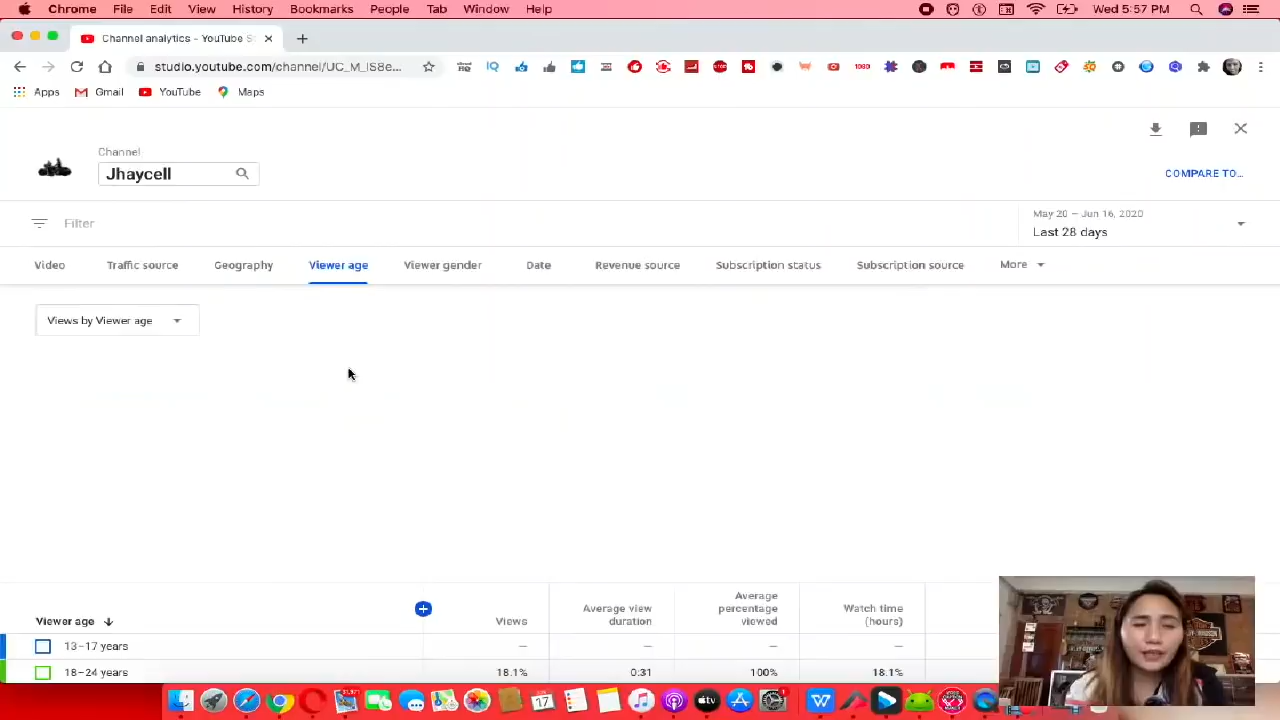 Chrome File Edit View History Bookmarks People Tab Window Help Wed 5:57 PM
Channel analytics - YouTube S
studio.youtube.com/channel/UC_M_IS8e...
Apps Gmail YouTube Maps
Channel
Jhaycell
COMPARE TO...
Filter
May 20 – Jun 16, 2020
Last 28 days
Video Traffic source Geography Viewer age Viewer gender Date Revenue source Subscription status Subscription source More
Views by Viewer age
Viewer age Views Average view duration Average percentage viewed Watch time (hours)
13–17 years — — — —
18–24 years 18.1% 0:31 100% 18.1%
17